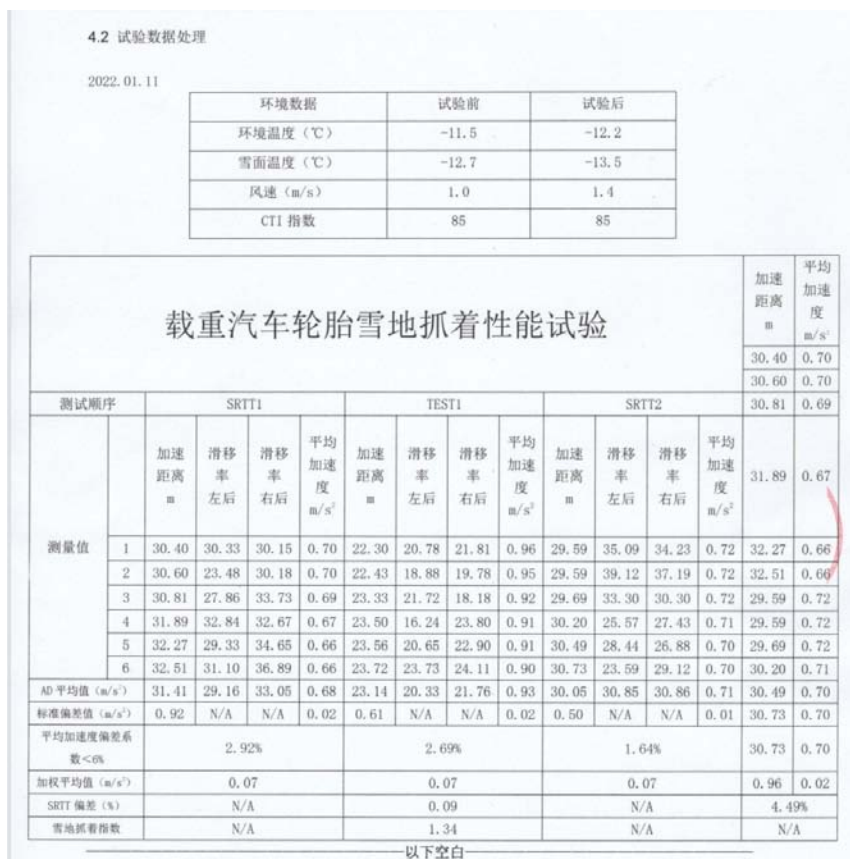 4.2 试验数据处理
2022.01.11
环境数据 试验前 试验后
环境温度（℃） -11.5 -12.2
雪面温度（℃） -12.7 -13.5
风速（m/s） 1.0 1.4
CTI 指数 85 85
载重汽车轮胎雪地抓着性能试验
加速距离 m 平均加速度 m/s²
30.40 0.70
30.60 0.70
测试顺序 SRTT1 TEST1 SRTT2 30.81 0.69
测量值 加速距离 m 滑移率左后 滑移率右后 平均加速度 m/s² 加速距离 m 滑移率左后 滑移率右后 平均加速度 m/s² 加速距离 m 滑移率左后 滑移率右后 平均加速度 m/s² 31.89 0.67
1 30.40 30.33 30.15 0.70 22.30 20.78 21.81 0.96 29.59 35.09 34.23 0.72 32.27 0.66
2 30.60 23.48 30.18 0.70 22.43 18.88 19.78 0.95 29.59 39.12 37.19 0.72 32.51 0.66
3 30.81 27.86 33.73 0.69 23.33 21.72 18.18 0.92 29.69 33.30 30.30 0.72 29.59 0.72
4 31.89 32.84 32.67 0.67 23.50 16.24 23.80 0.91 30.20 25.57 27.43 0.71 29.59 0.72
5 32.27 29.33 34.65 0.66 23.56 20.65 22.90 0.91 30.49 28.44 26.88 0.70 29.69 0.72
6 32.51 31.10 36.89 0.66 23.72 23.73 24.11 0.90 30.73 23.59 29.12 0.70 30.20 0.71
AD 平均值（m/s²） 31.41 29.16 33.05 0.68 23.14 20.33 21.76 0.93 30.05 30.85 30.86 0.71 30.49 0.70
标准偏差值（m/s²） 0.92 N/A N/A 0.02 0.61 N/A N/A 0.02 0.50 N/A N/A 0.01 30.73 0.70
平均加速度偏差系数<6% 2.92% 2.69% 1.64% 30.73 0.70
加权平均值（m/s²） 0.07 0.07 0.07 0.96 0.02
SRTT 偏差（%） N/A 0.09 N/A 4.49%
雪地抓着指数 N/A 1.34 N/A N/A
以下空白